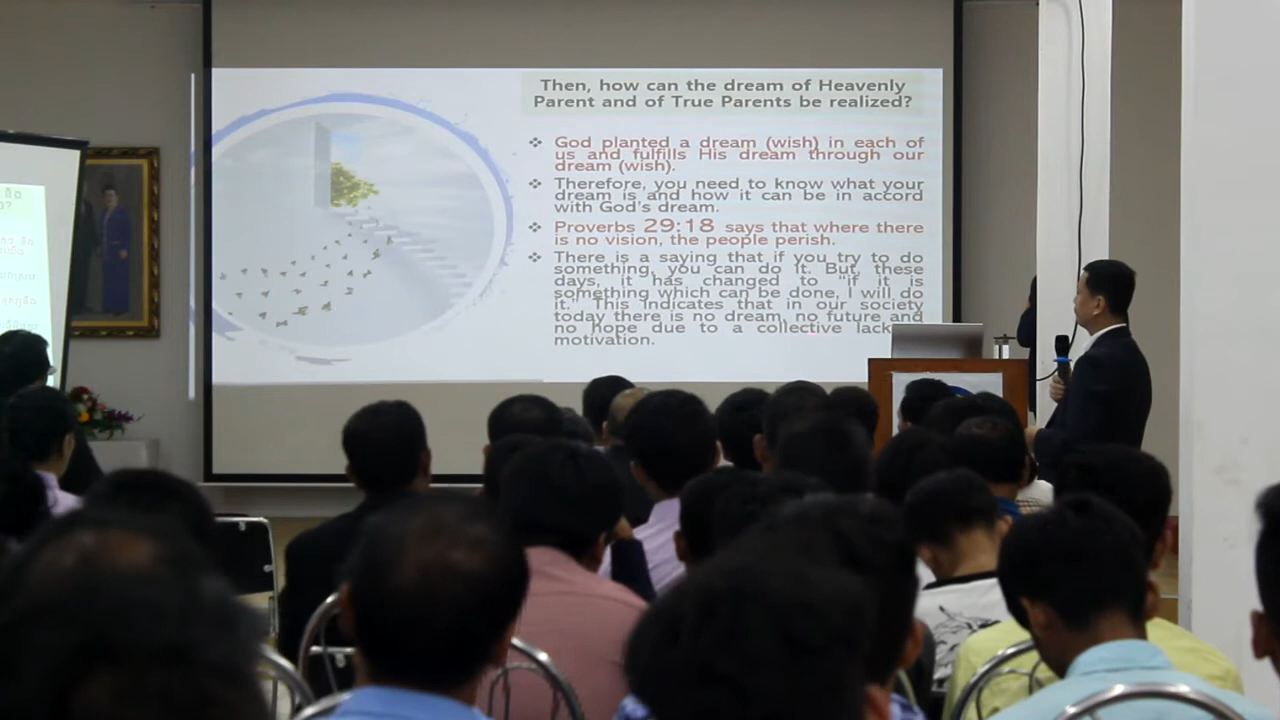 Then, how can the dream of Heavenly
Parent and of True Parents be realized?
❖ God planted a dream (wish) in each of
us and fulfills His dream through our
dream (wish).
❖ Therefore, you need to know what your
dream is and how it can be in accord
with God's dream.
❖ Proverbs 29:18 says that where there
is no vision, the people perish.
❖ There is a saying that if you try to do
something, you can do it. But, these
days, it has changed to "if it is
something which can be done, I will do
it." This indicates that in our society
today there is no dream, no future and
no hope due to a collective lack
motivation.